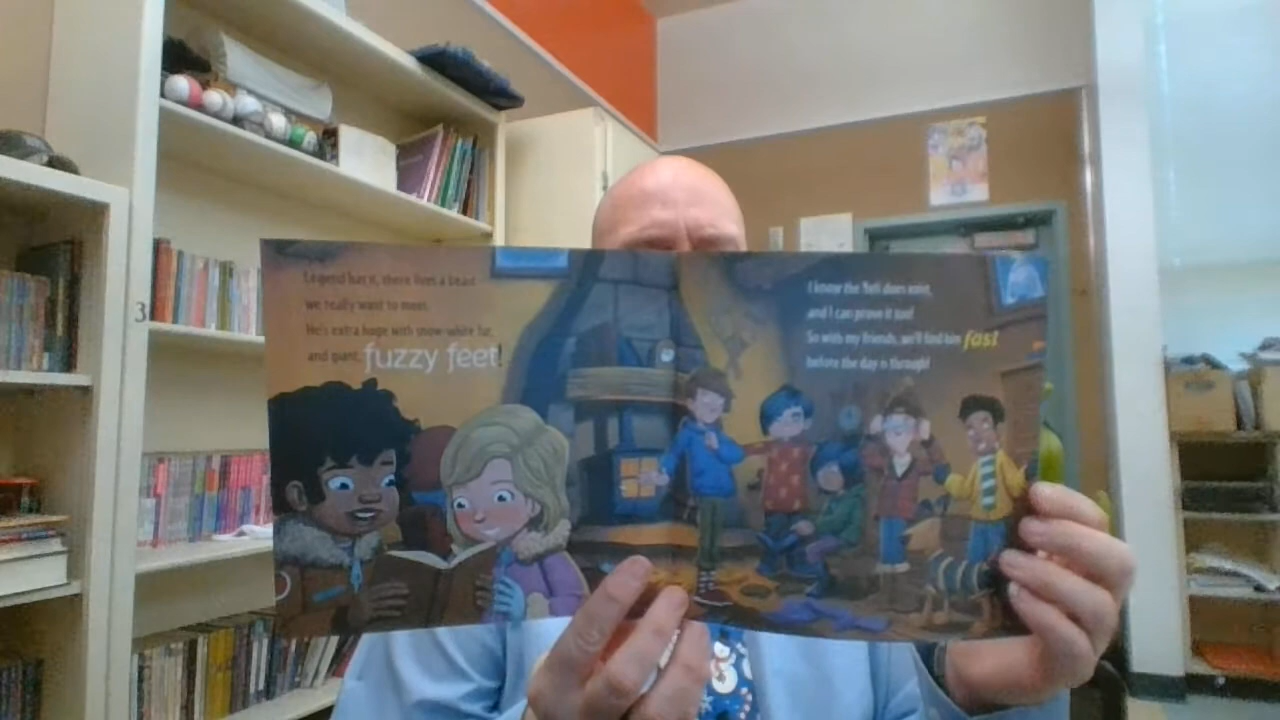 Legend has it, there lives a beast
we really want to meet.
He's extra huge with snow-white fur,
and giant, fuzzy feet!
I know the Yeti does exist,
and I can prove it too!
So with my friends, we'll find him fast
before the day is through!
3